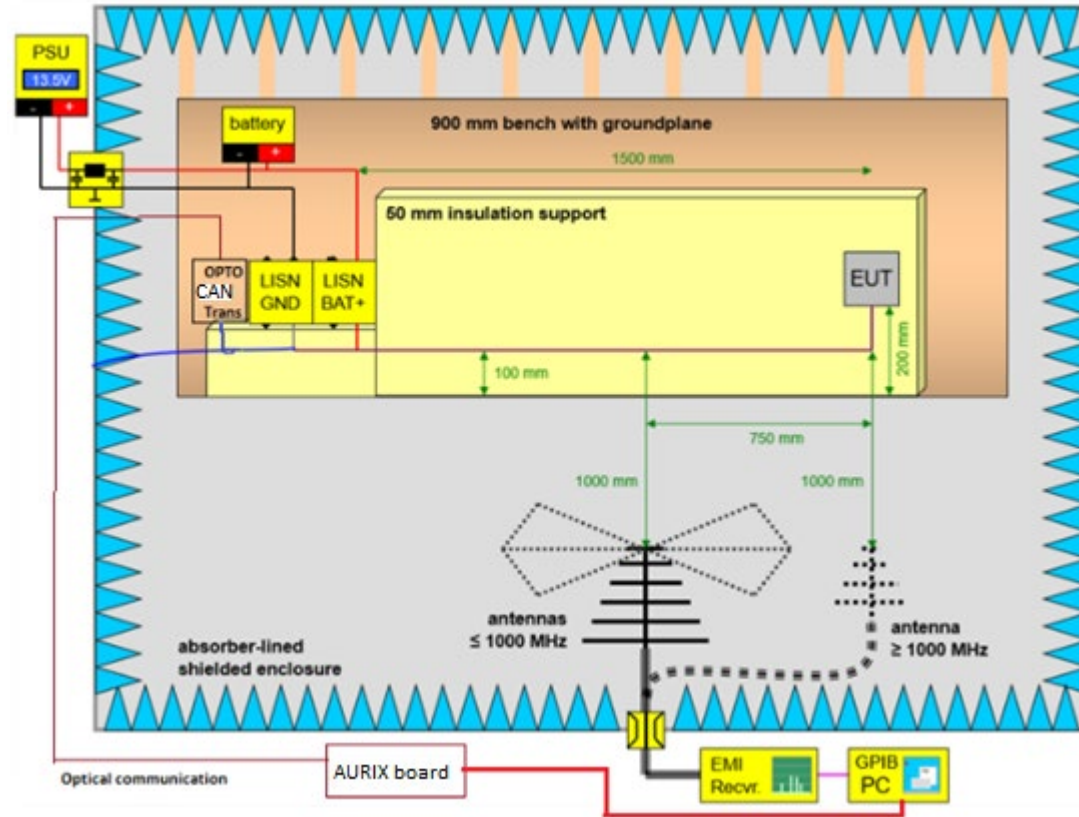 PSU
13.5V
- +
battery
- +
900 mm bench with groundplane
1500 mm
50 mm insulation support
OPTO
CAN
Trans
LISN
GND
LISN
BAT+
EUT
200 mm
100 mm
750 mm
1000 mm
1000 mm
antennas
≤ 1000 MHz
antenna
≥ 1000 MHz
absorber-lined
shielded enclosure
Optical communication
AURIX board
EMI
Recvr.
GPIB
PC